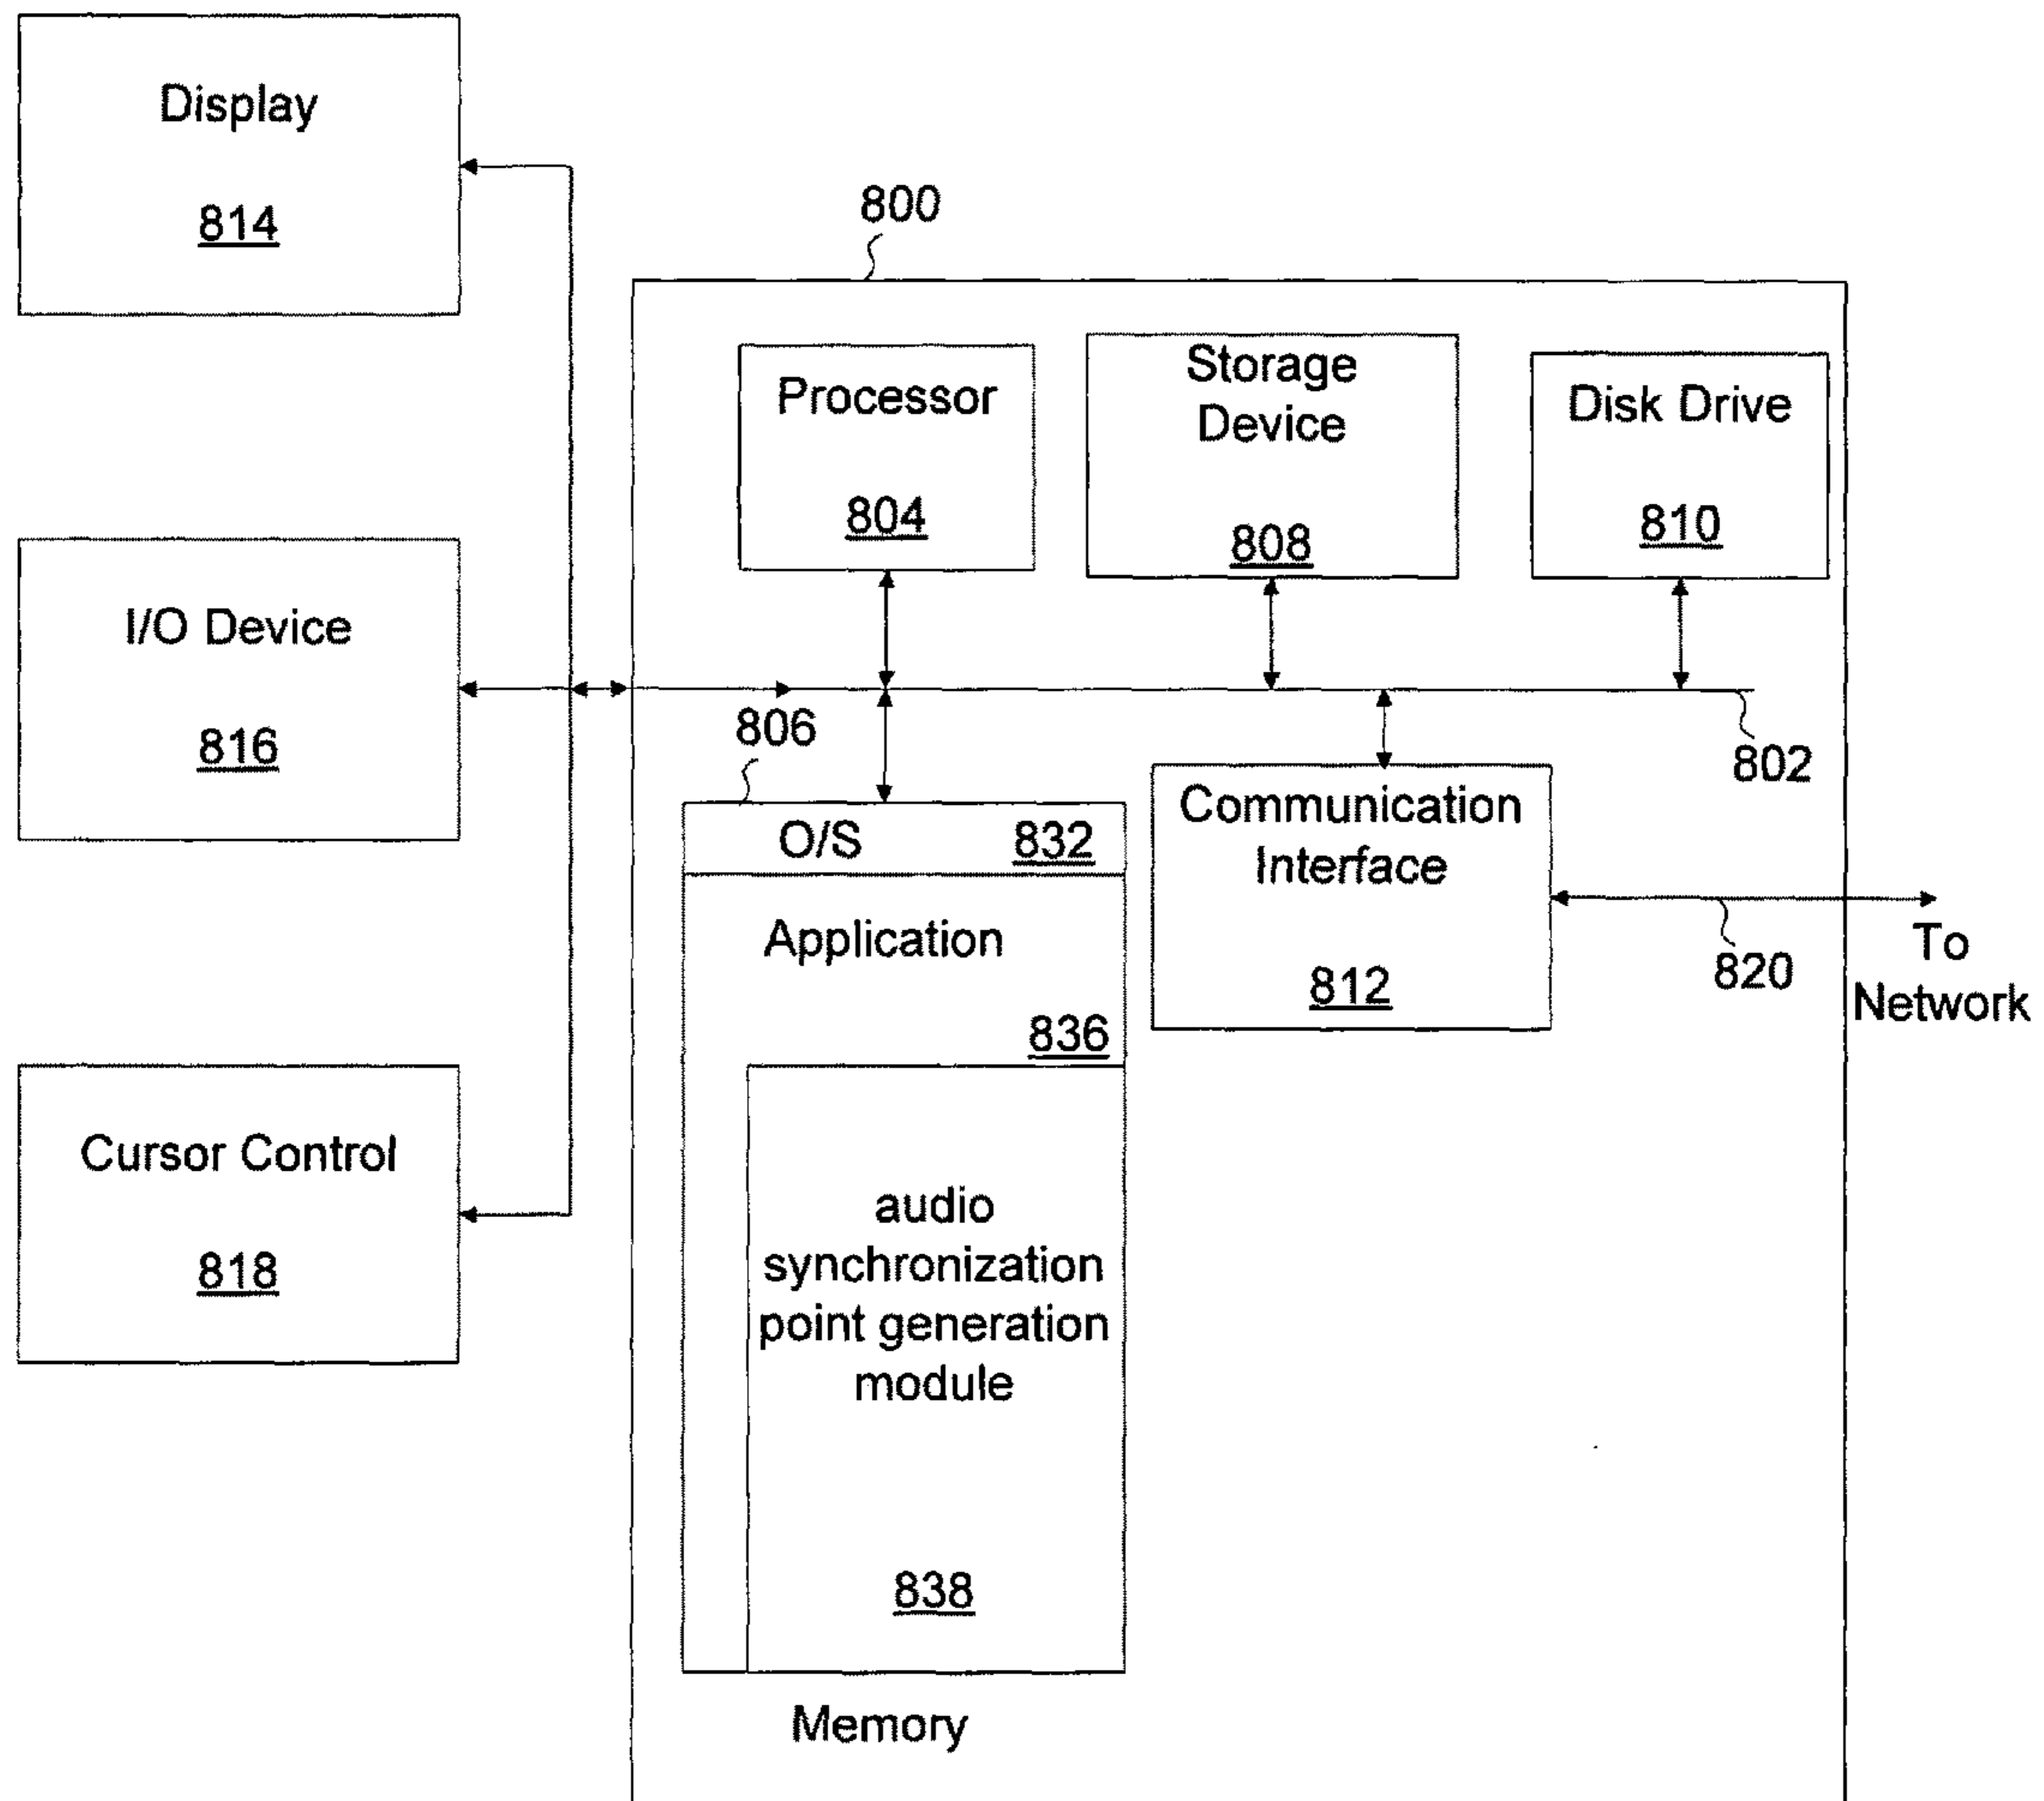 Display
814
800
Processor
804
Storage
Device
808
Disk Drive
810
I/O Device
816
806
802
O/S 832
Application
836
Communication
Interface
812
820
To
Network
Cursor Control
818
audio
synchronization
point generation
module
838
Memory